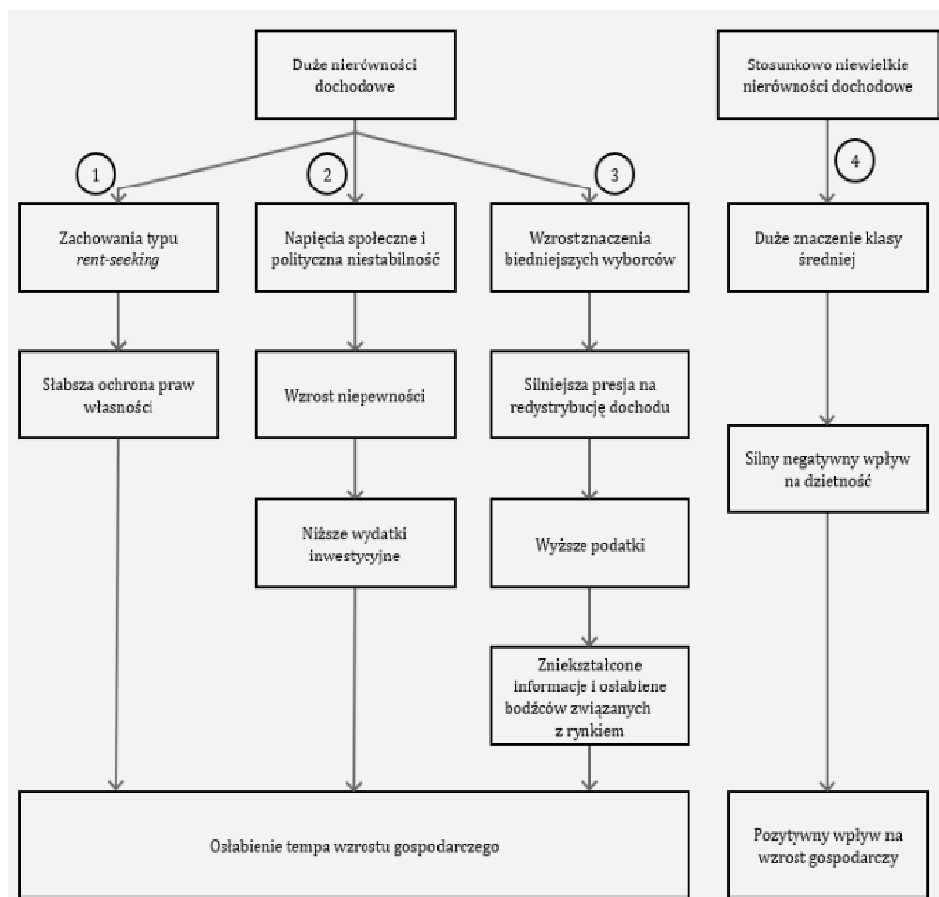 Duże nierówności
dochodowe
Stosunkowo niewielkie
nierówności dochodowe
1
2
3
4
Zachowania typu
rent-seeking
Napięcia społeczne i
polityczna niestabilność
Wzrost znaczenia
biedniejszych wyborców
Duże znaczenie klasy
średniej
Słabsza ochrona praw
własności
Wzrost niepewności
Silniejsza presja na
redystrybucję dochodu
Silny negatywny wpływ
na dzietność
Niższe wydatki
inwestycyjne
Wyższe podatki
Zniekształcone
informacje i osłabiene
bodźców związanych
z rynkiem
Osłabienie tempa wzrostu gospodarczego
Pozytywny wpływ na
wzrost gospodarczy